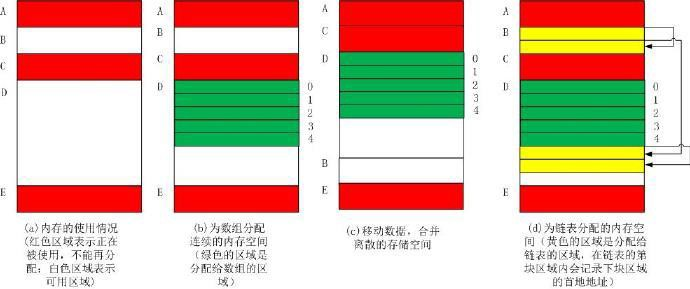 A
B
C
D
E
(a)内存的使用情况
(红色区域表示正在
被使用，不能再分
配；白色区域表示
可用区域)
A
B
C
D
0
1
2
3
4
E
(b)为数组分配
连续的内存空间
(绿色的区域是
分配给数组的区
域)
A
C
D
0
1
2
3
4
B
E
(c)移动数据，合并
离散的存储空间
A
B
C
D
0
1
2
3
4
E
(d)为链表分配的内存空
间（黄色的区域是分配给
链表的区域，在链表的第
块区域内会记录下块区域
的首地地址)